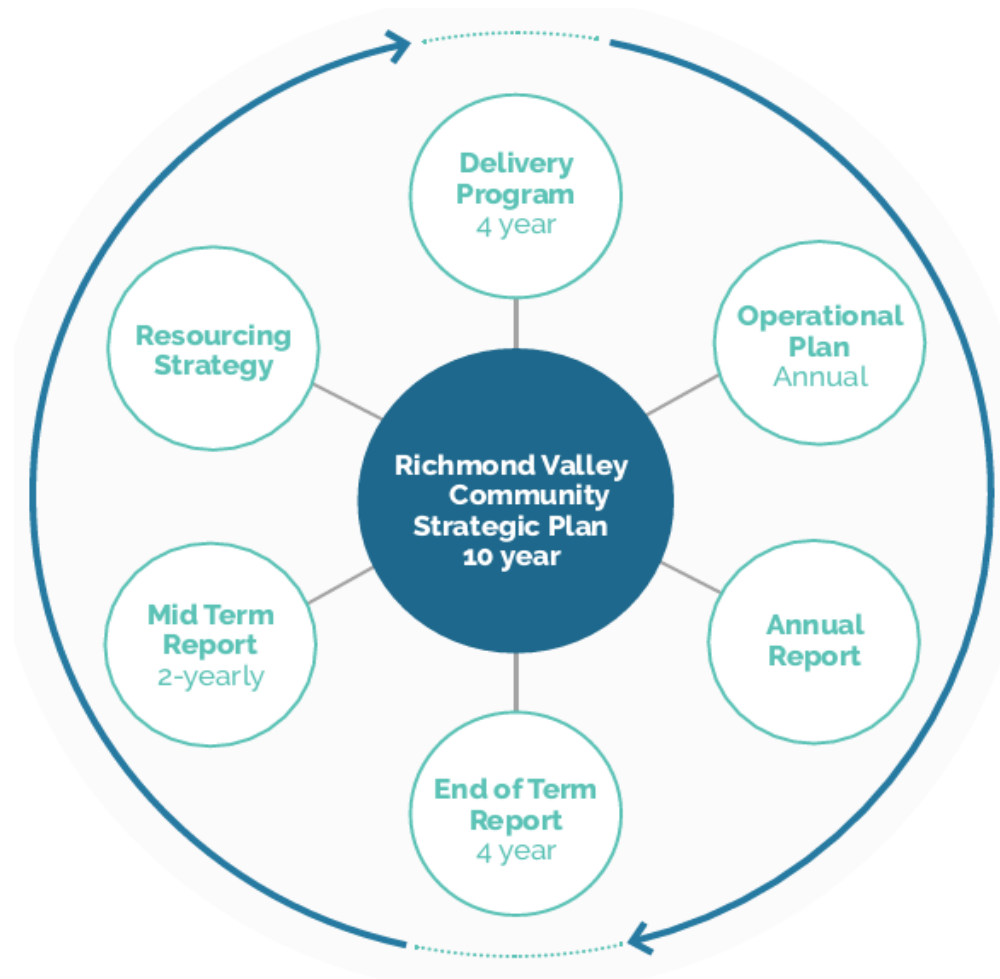 Delivery
Program
4 year
Operational
Plan
Annual
Resourcing
Strategy
Richmond Valley
Community
Strategic Plan
10 year
Mid Term
Report
2-yearly
Annual
Report
End of Term
Report
4 year